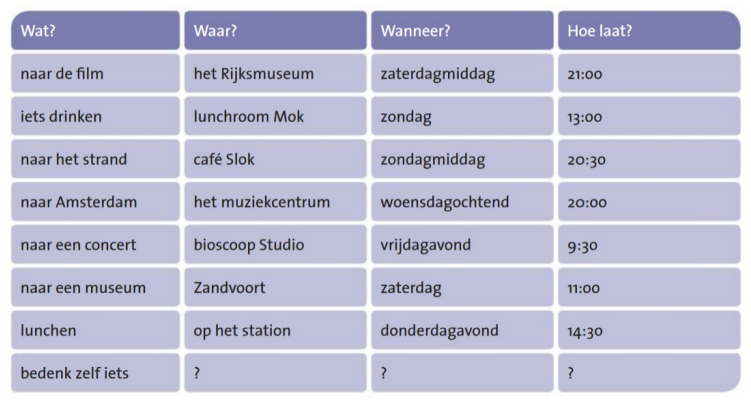 Wat? Waar? Wanneer? Hoe laat?
naar de film het Rijksmuseum zaterdagmiddag 21:00
iets drinken lunchroom Mok zondag 13:00
naar het strand café Slok zondagmiddag 20:30
naar Amsterdam het muziekcentrum woensdagochtend 20:00
naar een concert bioscoop Studio vrijdagavond 9:30
naar een museum Zandvoort zaterdag 11:00
lunchen op het station donderdagavond 14:30
bedenk zelf iets ? ? ?